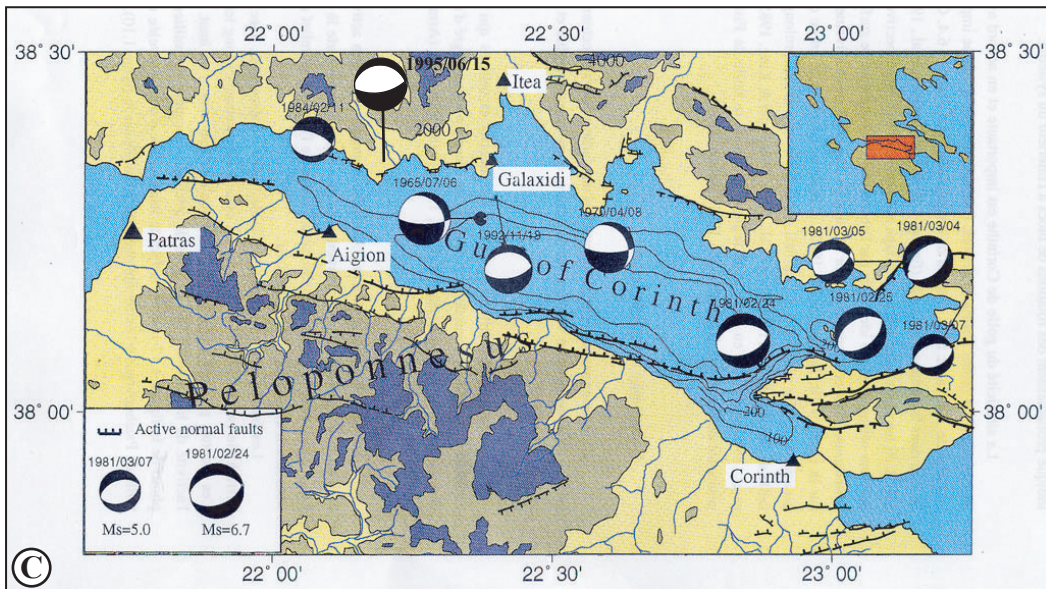 22° 00'
22° 30'
23° 00'
38° 30'
38° 30'
1995/06/15
4000
Itea
1984/02/11
2000
1965/07/06
Galaxidi
1970/04/08
1981/03/05
1981/03/04
Patras
Aigion
1992/11/18
Gulf of Corinth
1981/02/24
1981/02/25
1981/03/07
Peloponnesus
38° 00'
38° 00'
200
100
Active normal faults
1981/03/07
1981/02/24
Ms=5.0
Ms=6.7
Corinth
C
22° 00'
22° 30'
23° 00'